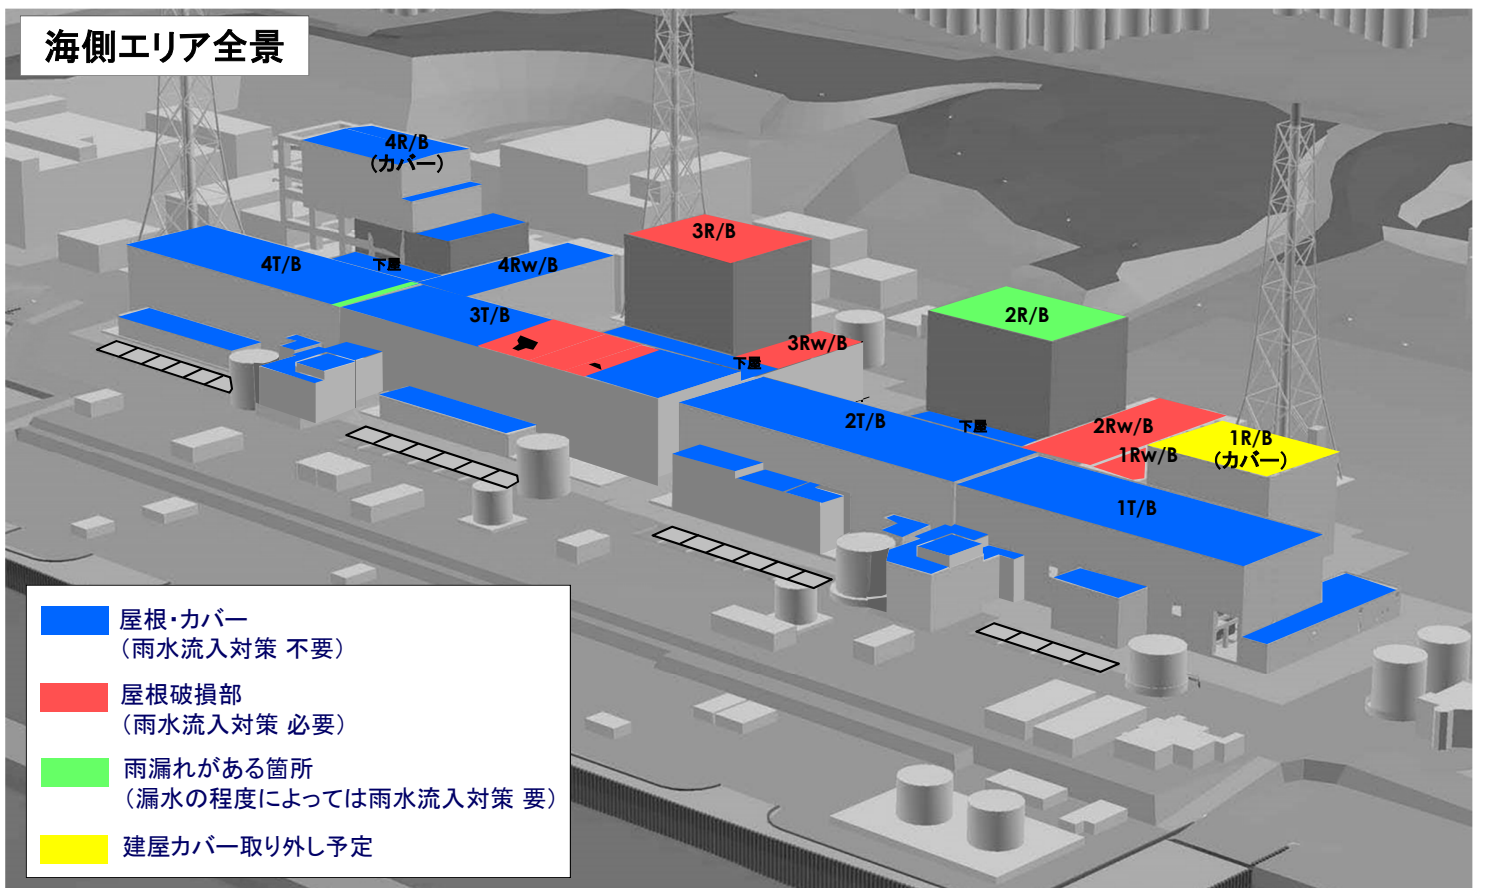 海側エリア全景
4R/B
(カバー)
3R/B
4T/B
下屋
4Rw/B
2R/B
3T/B
3Rw/B
下屋
2T/B
下屋
2Rw/B
1R/B
(カバー)
1Rw/B
1T/B
屋根・カバー
(雨水流入対策 不要)
屋根破損部
(雨水流入対策 必要)
雨漏れがある箇所
(漏水の程度によっては雨水流入対策 要)
建屋カバー取り外し予定